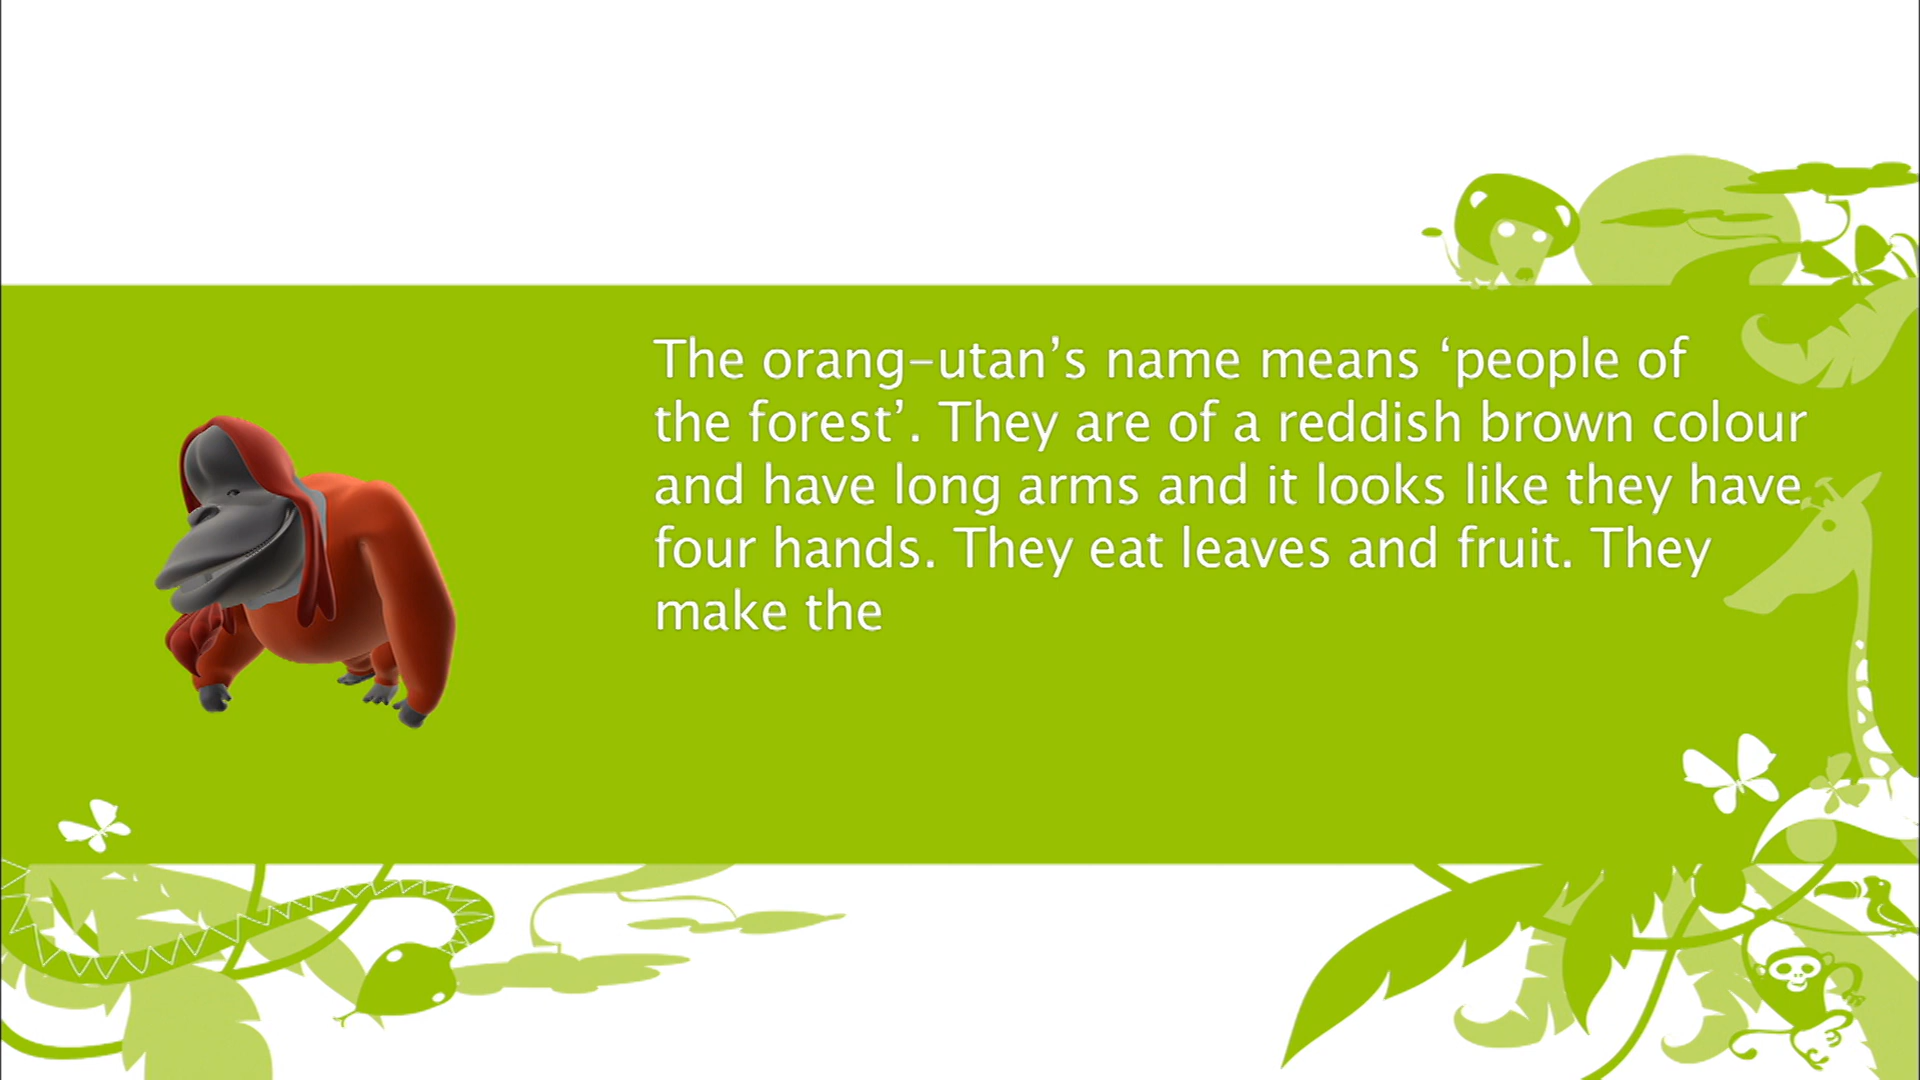 The orang-utan’s name means ‘people of
the forest’. They are of a reddish brown colour
and have long arms and it looks like they have
four hands. They eat leaves and fruit. They
make the